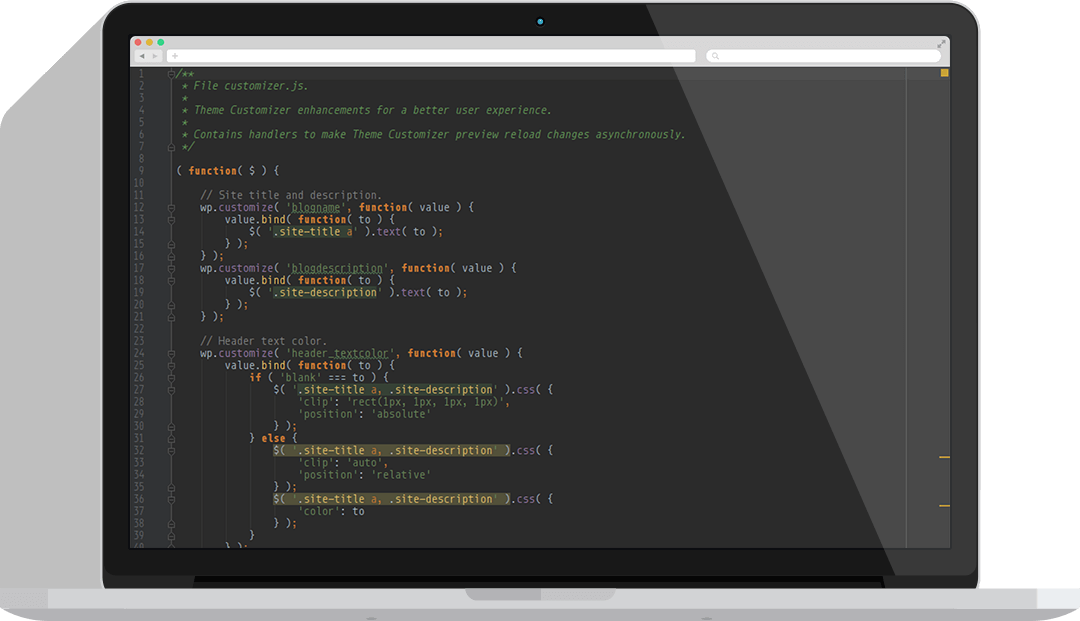 1 /**
2 * File customizer.js.
3 *
4 * Theme Customizer enhancements for a better user experience.
5 *
6 * Contains handlers to make Theme Customizer preview reload changes asynchronously.
7 */
8
9 ( function( $ ) {
10
11 // Site title and description.
12 wp.customize( 'blogname', function( value ) {
13 value.bind( function( to ) {
14 $( '.site-title a' ).text( to );
15 } );
16 } );
17 wp.customize( 'blogdescription', function( value ) {
18 value.bind( function( to ) {
19 $( '.site-description' ).text( to );
20 } );
21 } );
22
23 // Header text color.
24 wp.customize( 'header_textcolor', function( value ) {
25 value.bind( function( to ) {
26 if ( 'blank' === to ) {
27 $( '.site-title a, .site-description' ).css( {
28 'clip': 'rect(1px, 1px, 1px, 1px)',
29 'position': 'absolute'
30 } );
31 } else {
32 $( '.site-title a, .site-description' ).css( {
33 'clip': 'auto',
34 'position': 'relative'
35 } );
36 $( '.site-title a, .site-description' ).css( {
37 'color': to
38 } );
39 }
40 } );